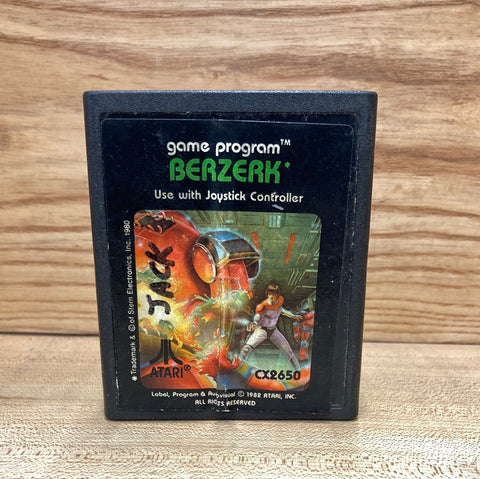 game program™
BERZERK*
Use with Joystick Controller
* Trademark & © of Stern Electronics, Inc. 1980
JACK
ATARI®
CX2650
Label, Program & Audiovisual © 1982 ATARI, INC.
ALL RIGHTS RESERVED